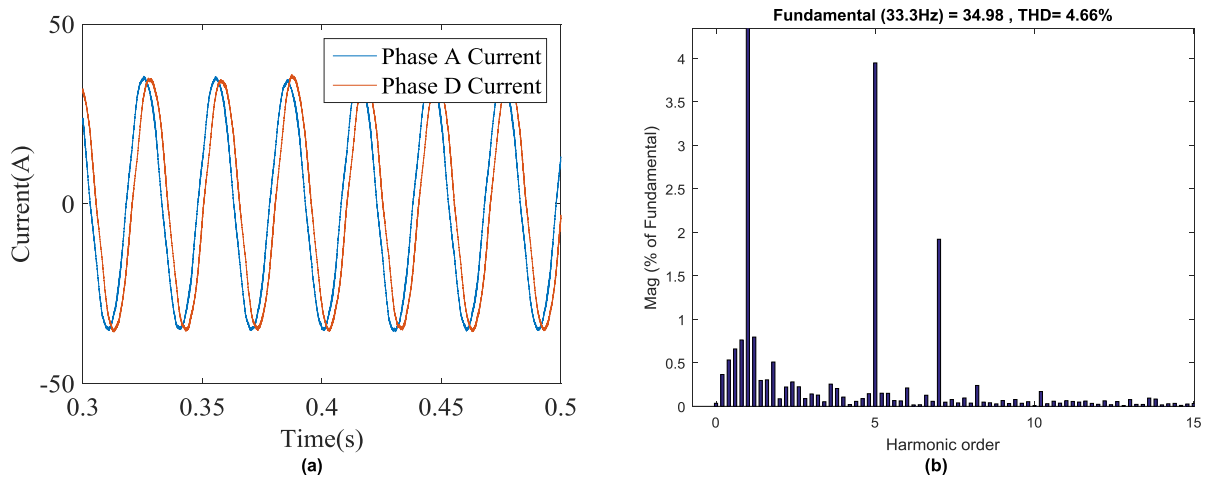 50
0
-50
Current(A)
Phase A Current
Phase D Current
0.3 0.35 0.4 0.45 0.5
Time(s)
(a)
Fundamental (33.3Hz) = 34.98 , THD= 4.66%
4
3.5
3
2.5
2
1.5
1
0.5
0
Mag (% of Fundamental)
0 5 10 15
Harmonic order
(b)